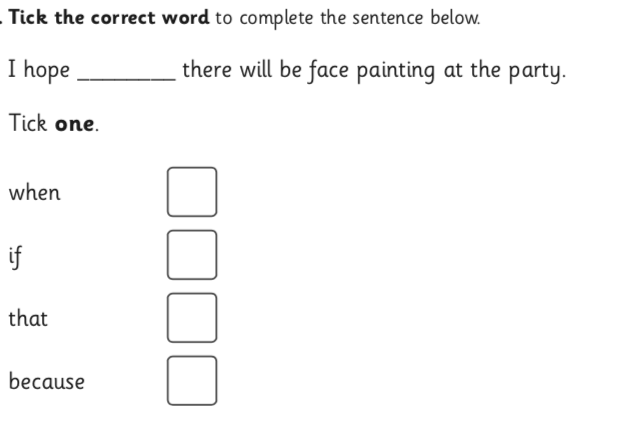 . Tick the correct word to complete the sentence below.
I hope ________ there will be face painting at the party.
Tick one.
when
if
that
because